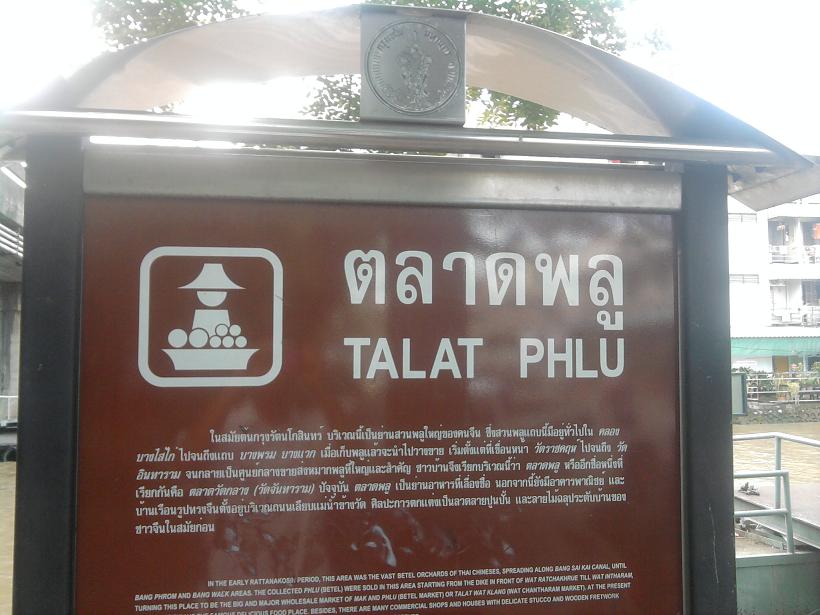 ตลาดพลู
TALAT PHLU
ในสมัยต้นกรุงรัตนโกสินทร์ บริเวณนี้เป็นย่านสวนพลูใหญ่ของคนจีน ซึ่งสวนพลูแถบนี้มีอยู่ทั่วไปใน คลอง
บางไส้ไก่ ไปจนถึงแถบ บางพรม บางแวก เมื่อเก็บพลูแล้วจะนำไปวางขาย เริ่มตั้งแต่ที่เขื่อนหน้า วัดราชคฤห ไปจนถึง วัด
อินทาราม จนกลายเป็นศูนย์กลางขายส่งหมากพลูที่ใหญ่และสำคัญ ชาวบ้านจึงเรียกบริเวณนี้ว่า ตลาดพลู หรืออีกชื่อหนึ่งที่
เรียกกันคือ ตลาดวัดกลาง (วัดจันทาราม) ปัจจุบัน ตลาดพลู เป็นย่านอาหารที่เลื่องชื่อ นอกจากนี้ยังมีอาคารพาณิชย์ และ
บ้านเรือนรูปทรงจีนตั้งอยู่บริเวณถนนเลียบแม่น้ำข้างวัด ศิลปะการตกแต่งเป็นลวดลายปูนปั้น และลายไม้ฉลุประดับบ้านของ
ชาวจีนในสมัยก่อน
IN THE EARLY RATTANAKOSIN PERIOD, THIS AREA WAS THE VAST BETEL ORCHARDS OF THAI CHINESES, SPREADING ALONG BANG SAI KAI CANAL, UNTIL
BANG PHROM AND BANG WAEK AREAS. THE COLLECTED PHLU (BETEL) WERE SOLD IN THIS AREA STARTING FROM THE DIKE IN FRONT OF WAT RATCHAKHRUE TILL WAT INTHARAM,
TURNING THIS PLACE TO BE THE BIG AND MAJOR WHOLESALE MARKET OF MAK AND PHLU (BETEL MARKET) OR TALAT WAT KLANG (WAT CHANTHARAM MARKET). AT THE PRESENT
FAMOUS DELICIOUS FOOD PLACE. BESIDES, THERE ARE MANY COMMERCIAL SHOPS AND HOUSES WITH DELICATE STUCCO AND WOODEN FRETWORK